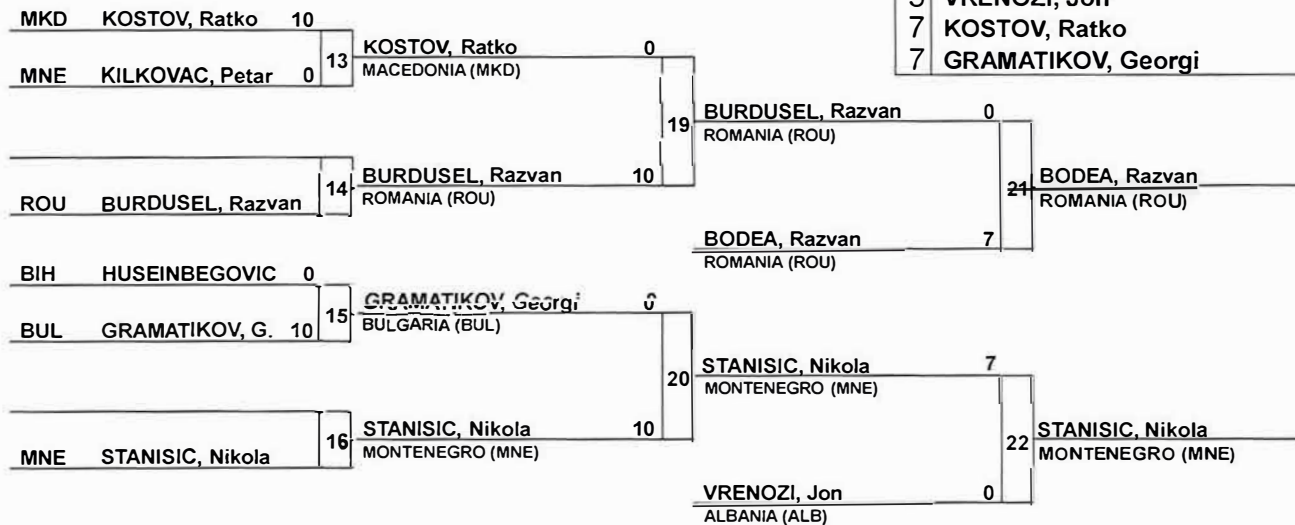 5 VRENOZI, Jon
7 KOSTOV, Ratko
7 GRAMATIKOV, Georgi
MKD KOSTOV, Ratko 10
MNE KILKOVAC, Petar 0
13
KOSTOV, Ratko 0
MACEDONIA (MKD)
19
BURDUSEL, Razvan 0
ROMANIA (ROU)
14
BURDUSEL, Razvan 10
ROMANIA (ROU)
ROU BURDUSEL, Razvan
21
BODEA, Razvan
ROMANIA (ROU)
BODEA, Razvan 7
ROMANIA (ROU)
BIH HUSEINBEGOVIC 0
BUL GRAMATIKOV, G. 10
15
GRAMATIKOV, Georgi 0
BULGARIA (BUL)
20
STANISIC, Nikola 7
MONTENEGRO (MNE)
16
STANISIC, Nikola 10
MONTENEGRO (MNE)
MNE STANISIC, Nikola
22
STANISIC, Nikola
MONTENEGRO (MNE)
VRENOZI, Jon 0
ALBANIA (ALB)